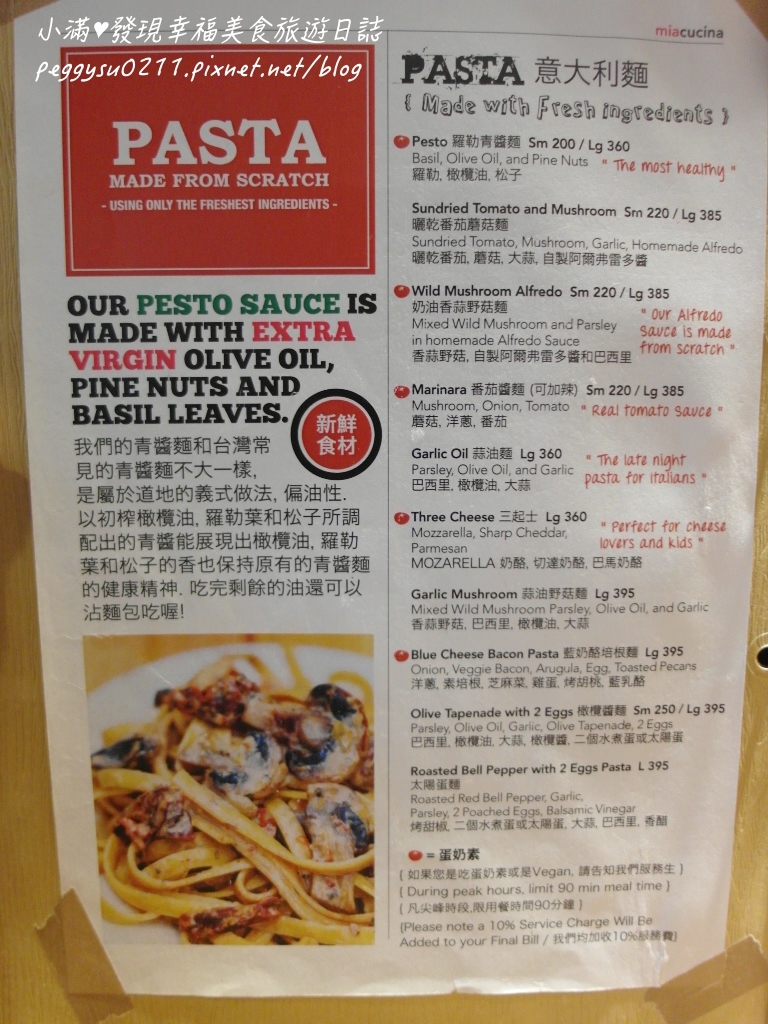 小滿♥發現幸福美食旅遊日誌
peggysu0211.pixnet.net/blog
miacucina
PASTA
MADE FROM SCRATCH
- USING ONLY THE FRESHEST INGREDIENTS -
OUR PESTO SAUCE IS
MADE WITH EXTRA
VIRGIN OLIVE OIL,
PINE NUTS AND
BASIL LEAVES.
新鮮
食材
我們的青醬麵和台灣常
見的青醬麵不大一樣,
是屬於道地的義式做法, 偏油性.
以初榨橄欖油, 羅勒葉和松子所調
配出的青醬能展現出橄欖油, 羅勒
葉和松子的香也保持原有的青醬麵
的健康精神. 吃完剩餘的油還可以
沾麵包吃喔!
PASTA 意大利麵
{ Made with Fresh ingredients }
Pesto 羅勒青醬麵 Sm 200 / Lg 360
Basil, Olive Oil, and Pine Nuts
羅勒, 橄欖油, 松子
" The most healthy "
Sundried Tomato and Mushroom Sm 220 / Lg 385
曬乾番茄蘑菇麵
Sundried Tomato, Mushroom, Garlic, Homemade Alfredo
曬乾番茄, 蘑菇, 大蒜, 自製阿爾弗雷多醬
Wild Mushroom Alfredo Sm 220 / Lg 385
奶油香蒜野菇麵
Mixed Wild Mushroom and Parsley
in homemade Alfredo Sauce
香蒜野菇, 自製阿爾弗雷多醬和巴西里
" Our Alfredo
sauce is made
from scratch "
Marinara 番茄醬麵 (可加辣) Sm 220 / Lg 385
Mushroom, Onion, Tomato
蘑菇, 洋蔥, 番茄
" Real tomato sauce "
Garlic Oil 蒜油麵 Lg 360
Parsley, Olive Oil, and Garlic
巴西里, 橄欖油, 大蒜
" The late night
pasta for Italians "
Three Cheese 三起士 Lg 360
Mozzarella, Sharp Cheddar,
Parmesan
MOZARELLA 奶酪, 切達奶酪, 巴馬奶酪
" Perfect for cheese
lovers and kids "
Garlic Mushroom 蒜油野菇麵 Lg 395
Mixed Wild Mushroom Parsley, Olive Oil, and Garlic
香蒜野菇, 巴西里, 橄欖油, 大蒜
Blue Cheese Bacon Pasta 藍奶酪培根麵 Lg 395
Onion, Veggie Bacon, Arugula, Egg, Toasted Pecans
洋蔥, 素培根, 芝麻菜, 雞蛋, 烤胡桃, 藍乳酪
Olive Tapenade with 2 Eggs 橄欖醬麵 Sm 250 / Lg 395
Parsley, Olive Oil, Garlic, Olive Tapenade, 2 Eggs
巴西里, 橄欖油, 大蒜, 橄欖醬, 二個水煮蛋或太陽蛋
Roasted Bell Pepper with 2 Eggs Pasta L 395
太陽蛋麵
Roasted Red Bell Pepper, Garlic,
Parsley, 2 Poached Eggs, Balsamic Vinegar
烤甜椒, 二個水煮蛋或太陽蛋, 大蒜, 巴西里, 香醋
= 蛋奶素
{ 如果您是吃蛋奶素或是Vegan, 請告知我們服務生 }
{ During peak hours, limit 90 min meal time }
{ 凡尖峰時段,限用餐時間90分鐘 }
{Please note a 10% Service Charge Will Be
Added to your Final Bill / 我們均加收10%服務費}